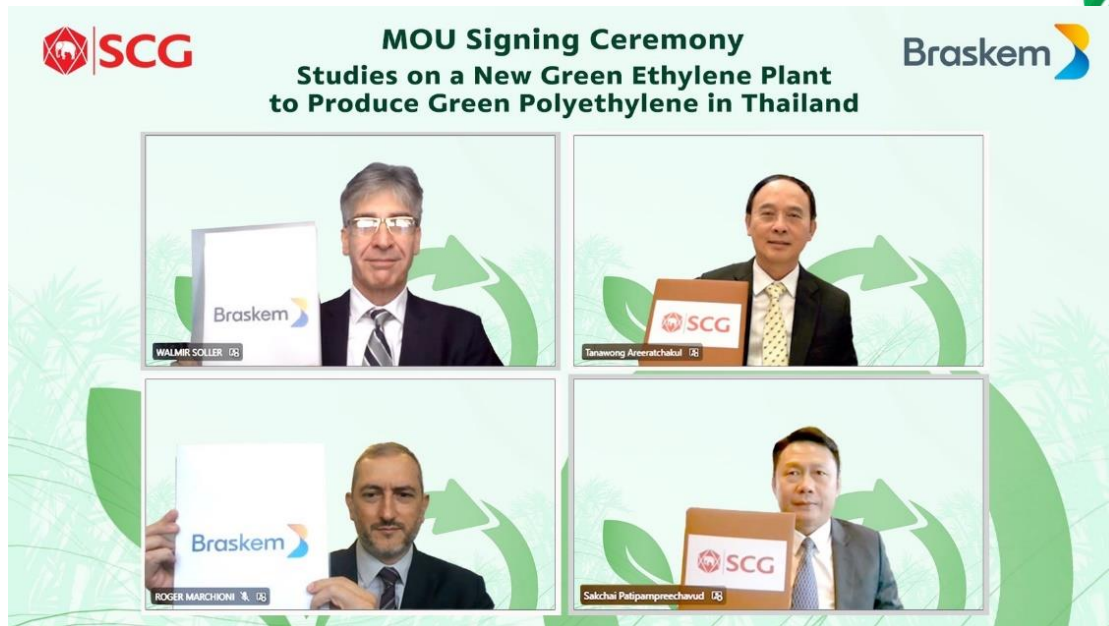 SCG
MOU Signing Ceremony
Studies on a New Green Ethylene Plant
to Produce Green Polyethylene in Thailand
Braskem
Braskem
WALMIR SOLLER
SCG
Tanawong Areeratchakul
Braskem
ROGER MARCHIONI
SCG
Sakchai Patipampreechavud